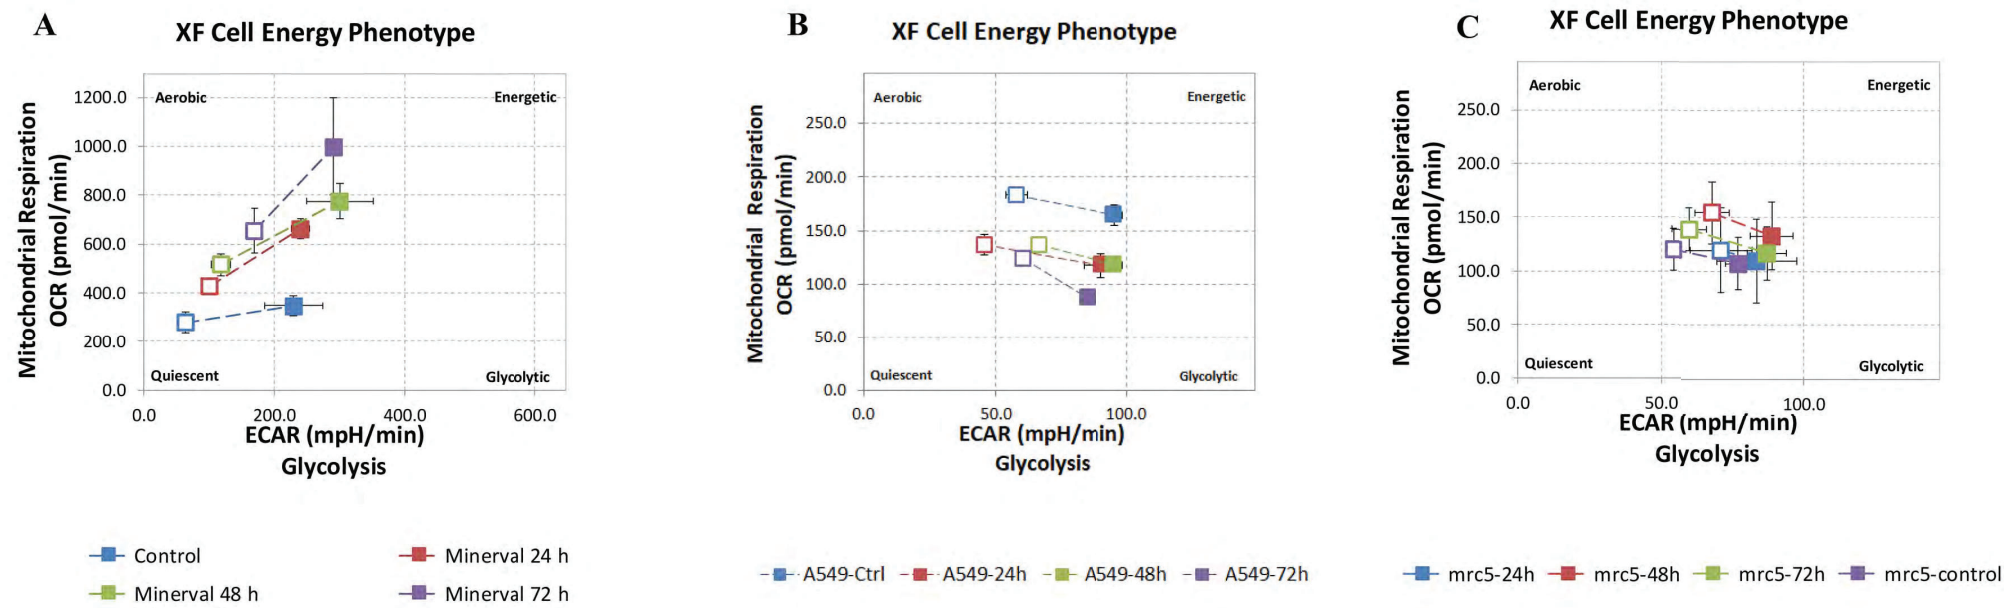 A
XF Cell Energy Phenotype
Mitochondrial Respiration
OCR (pmol/min)
1200.0
1000.0
800.0
600.0
400.0
200.0
0.0
Aerobic
Energetic
Quiescent
Glycolytic
0.0
200.0
400.0
600.0
ECAR (mpH/min)
Glycolysis
Control
Minerval 24 h
Minerval 48 h
Minerval 72 h
B
XF Cell Energy Phenotype
Mitochondrial Respiration
OCR (pmol/min)
250.0
200.0
150.0
100.0
50.0
0.0
Aerobic
Energetic
Quiescent
Glycolytic
0.0
50.0
100.0
ECAR (mpH/min)
Glycolysis
A549-Ctrl
A549-24h
A549-48h
A549-72h
C
XF Cell Energy Phenotype
Mitochondrial Respiration
OCR (pmol/min)
250.0
200.0
150.0
100.0
50.0
0.0
Aerobic
Energetic
Quiescent
Glycolytic
0.0
50.0
100.0
ECAR (mpH/min)
Glycolysis
mrc5-24h
mrc5-48h
mrc5-72h
mrc5-control